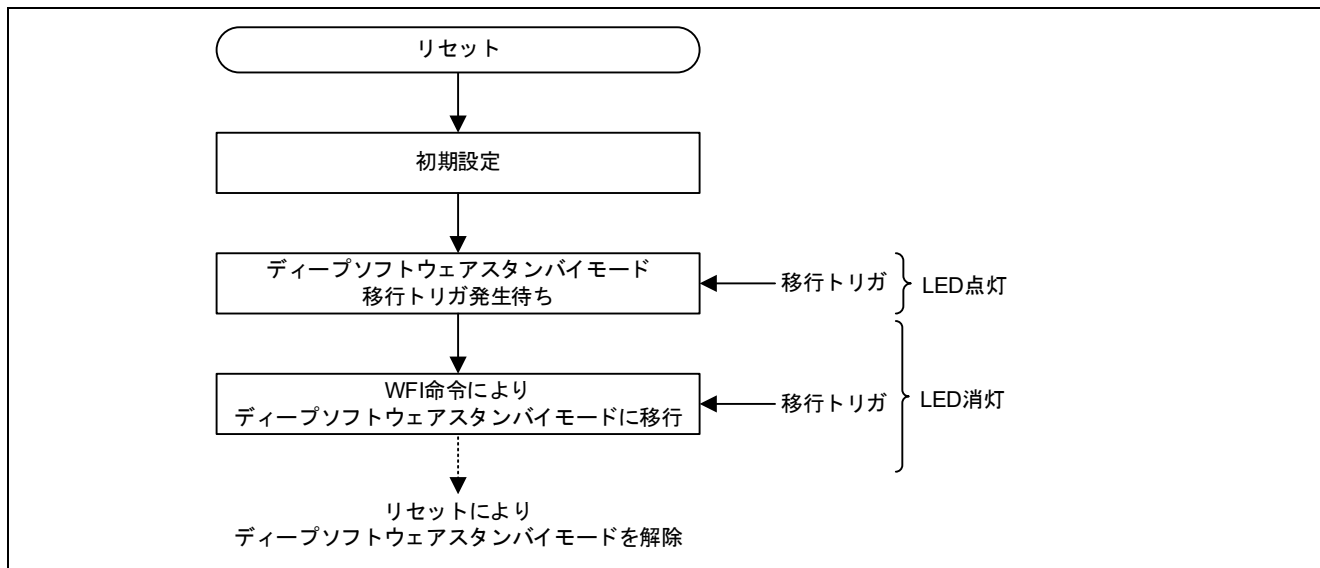 リセット
初期設定
ディープソフトウェアスタンバイモード
移行トリガ発生待ち
移行トリガ
LED点灯
WFI命令により
ディープソフトウェアスタンバイモードに移行
移行トリガ
LED消灯
リセットにより
ディープソフトウェアスタンバイモードを解除